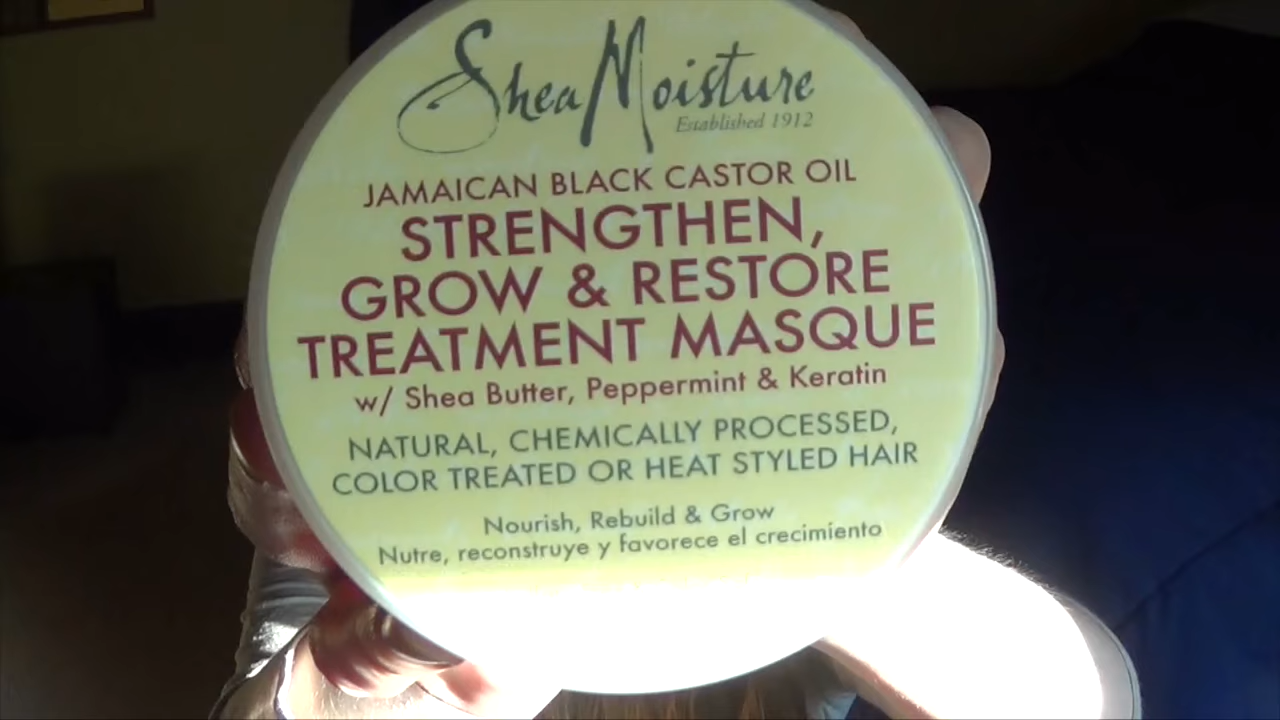 SheaMoisture
Established 1912
JAMAICAN BLACK CASTOR OIL
STRENGTHEN,
GROW & RESTORE
TREATMENT MASQUE
w/ Shea Butter, Peppermint & Keratin
NATURAL, CHEMICALLY PROCESSED,
COLOR TREATED OR HEAT STYLED HAIR
Nourish, Rebuild & Grow
Nutre, reconstruye y favorece el crecimiento